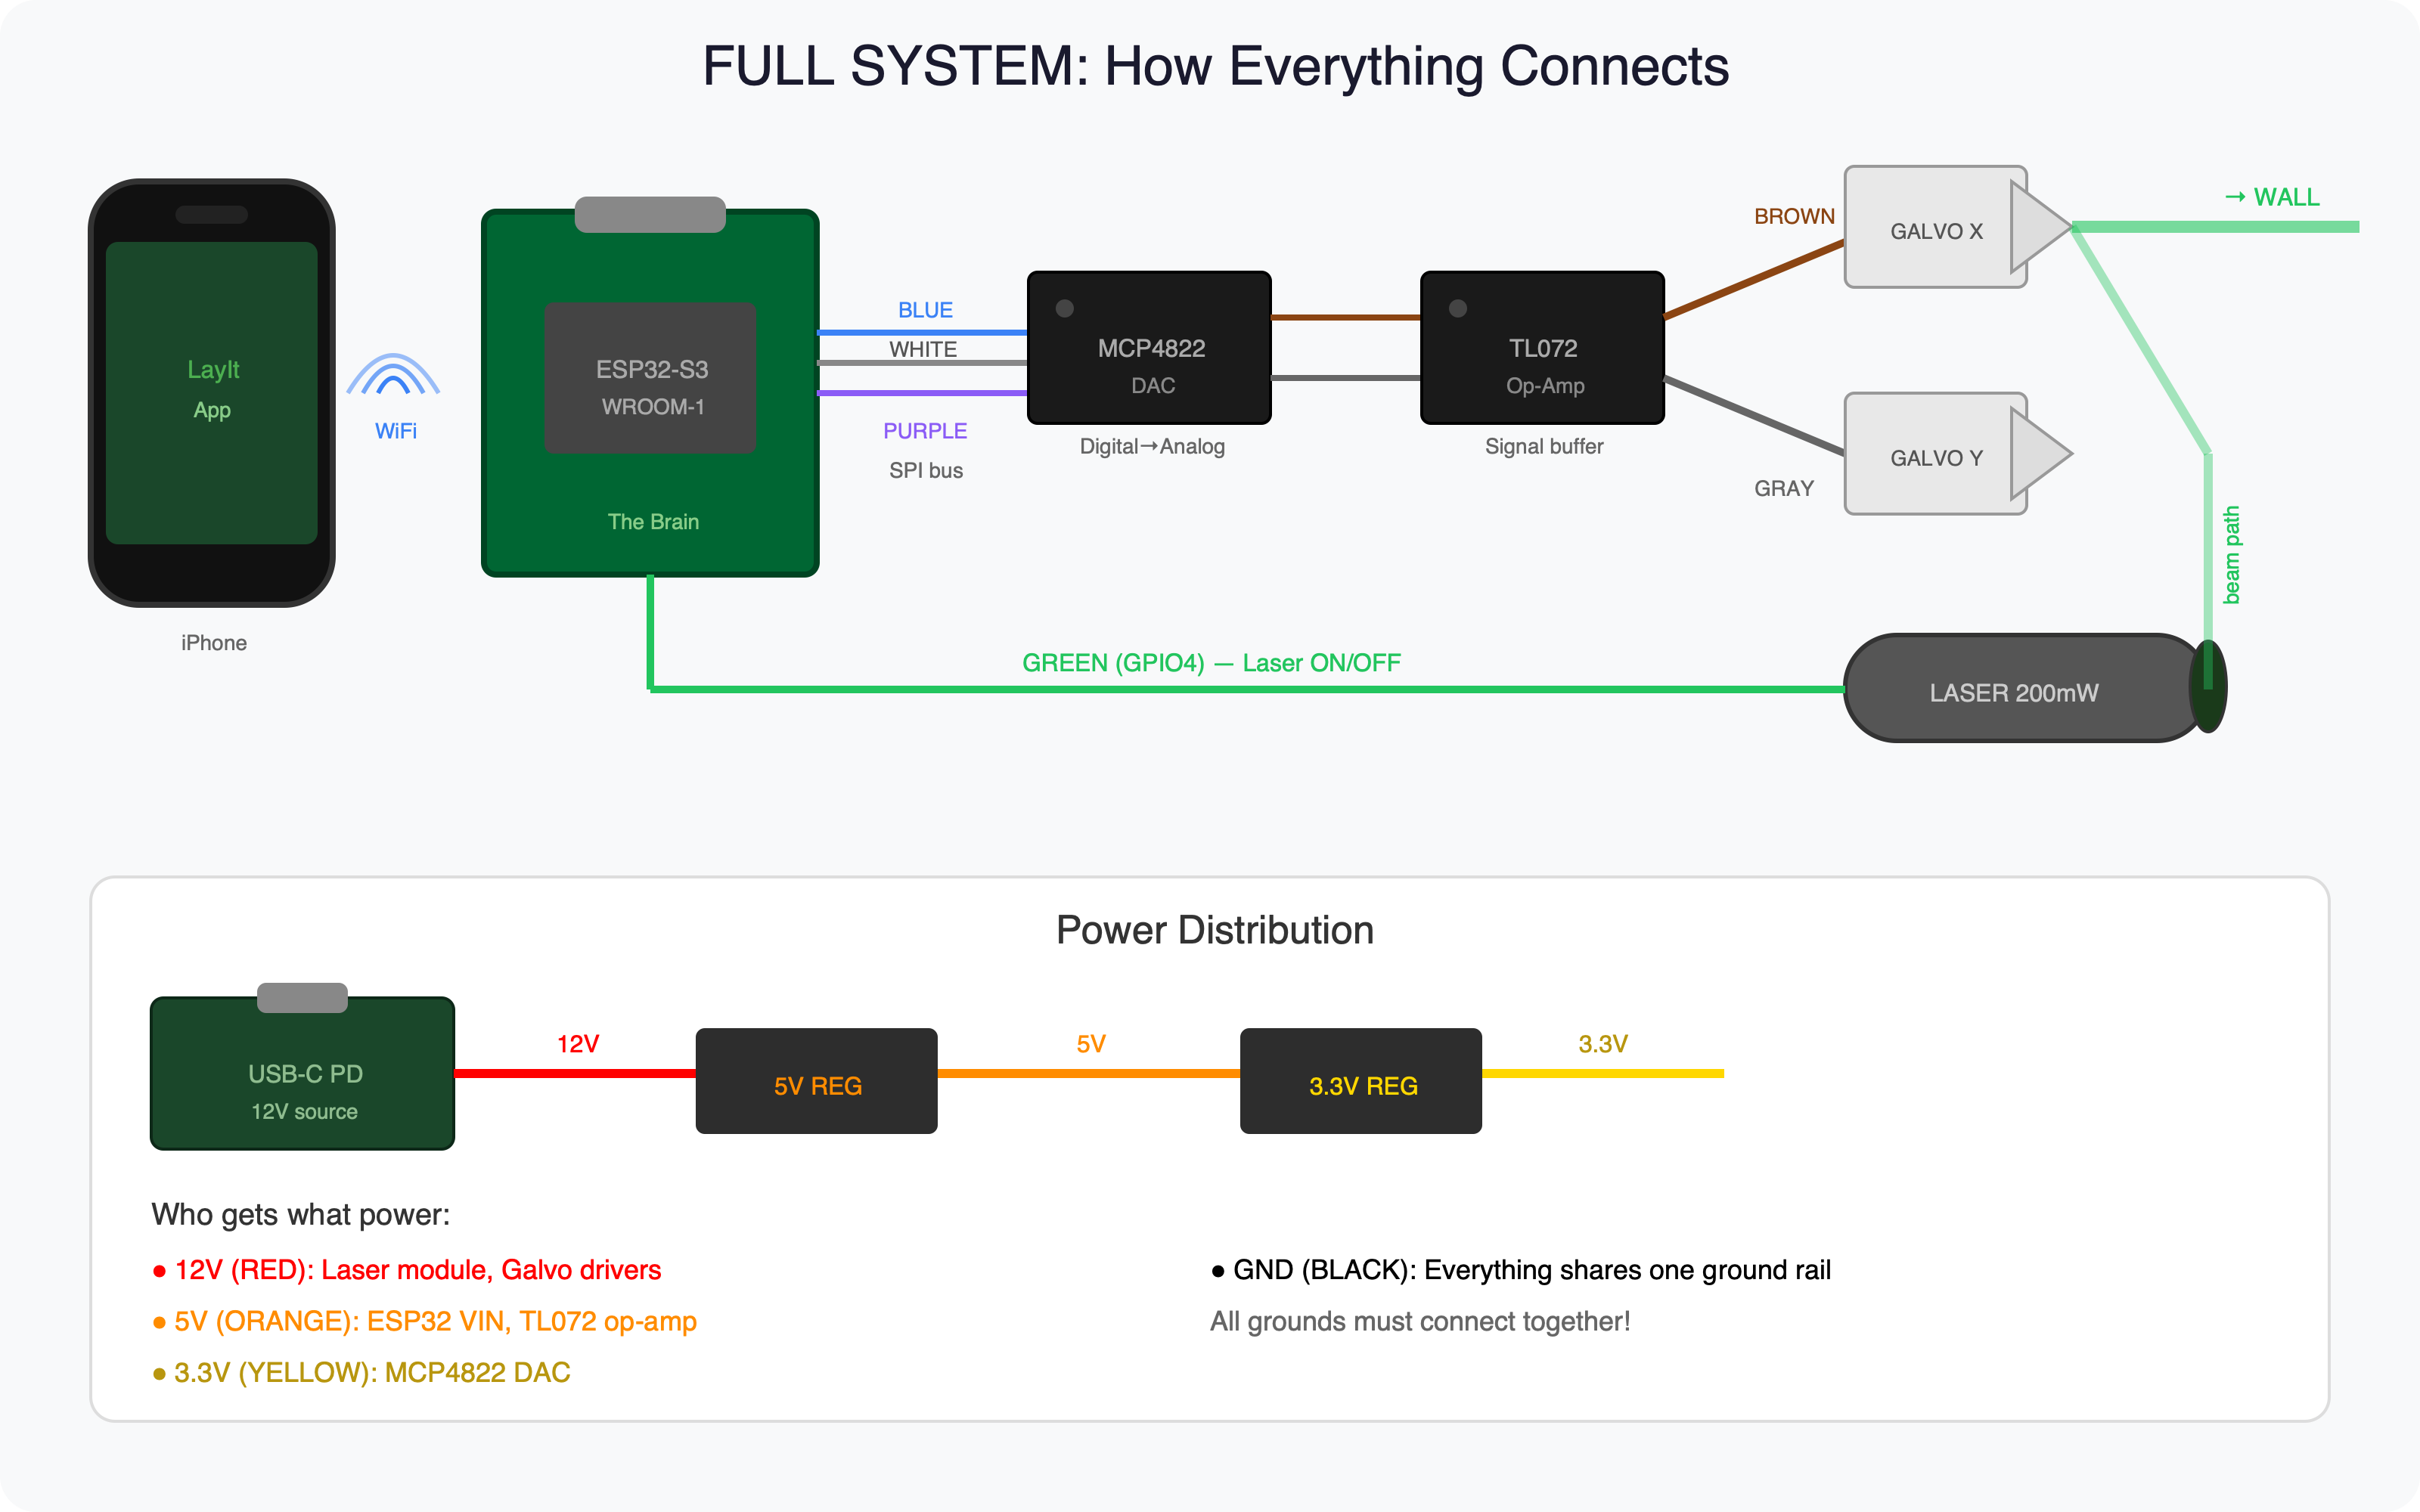 FULL SYSTEM: How Everything Connects
LayIt
App
iPhone
WiFi
ESP32-S3
WROOM-1
The Brain
BLUE
WHITE
PURPLE
SPI bus
MCP4822
DAC
Digital→Analog
TL072
Op-Amp
Signal buffer
BROWN
GRAY
GALVO X
GALVO Y
→ WALL
beam path
GREEN (GPIO4) — Laser ON/OFF
LASER 200mW
Power Distribution
USB-C PD
12V source
12V
5V REG
5V
3.3V REG
3.3V
Who gets what power:
● 12V (RED): Laser module, Galvo drivers
● 5V (ORANGE): ESP32 VIN, TL072 op-amp
● 3.3V (YELLOW): MCP4822 DAC
● GND (BLACK): Everything shares one ground rail
All grounds must connect together!